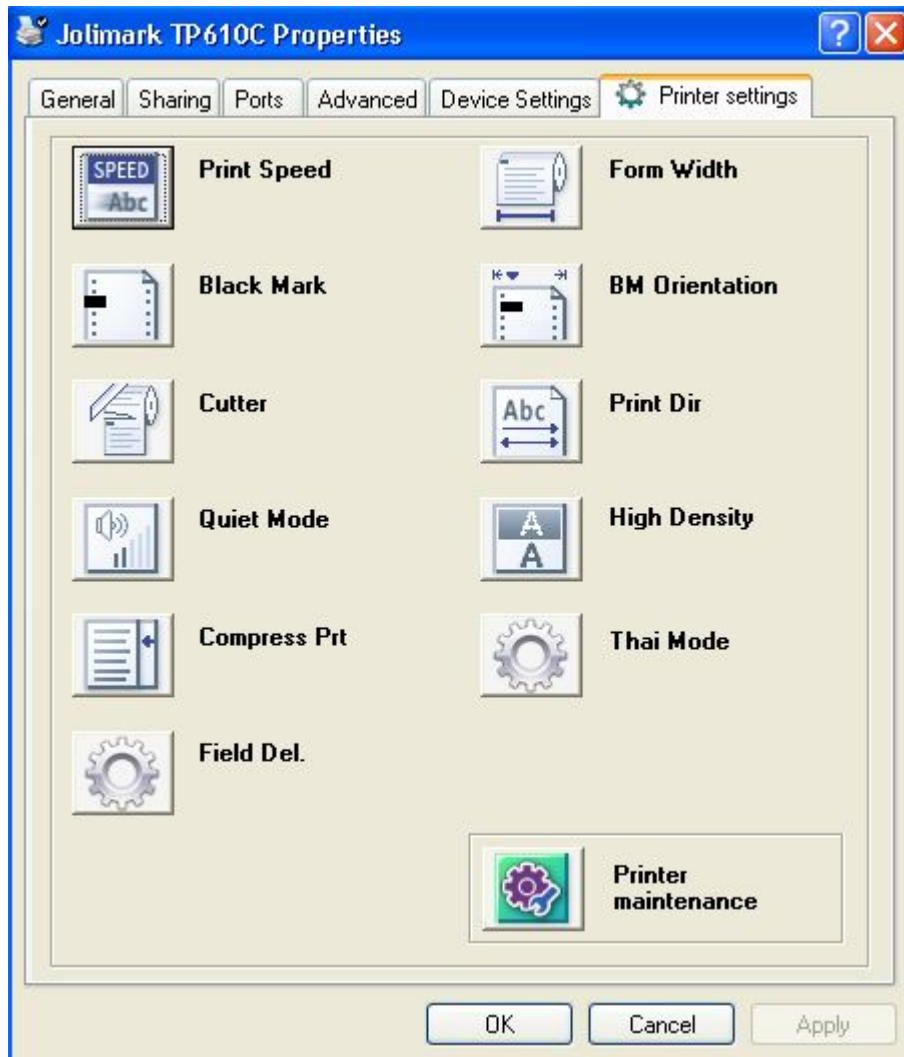 Jolimark TP610C Properties
General Sharing Ports Advanced Device Settings Printer settings
SPEED
Abc
Print Speed
Form Width
Black Mark
BM Orientation
Cutter
Abc
Print Dir
Quiet Mode
A
A
High Density
Compress Prt
Thai Mode
Field Del.
Printer
maintenance
OK Cancel Apply